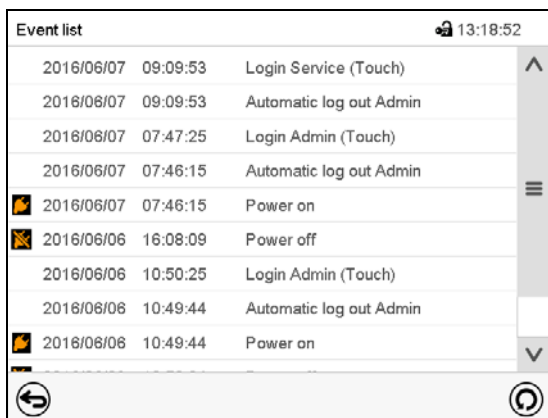 Event list 13:18:52
2016/06/07 09:09:53 Login Service (Touch)
2016/06/07 09:09:53 Automatic log out Admin
2016/06/07 07:47:25 Login Admin (Touch)
2016/06/07 07:46:15 Automatic log out Admin
2016/06/07 07:46:15 Power on
2016/06/06 16:08:09 Power off
2016/06/06 10:50:25 Login Admin (Touch)
2016/06/06 10:49:44 Automatic log out Admin
2016/06/06 10:49:44 Power on